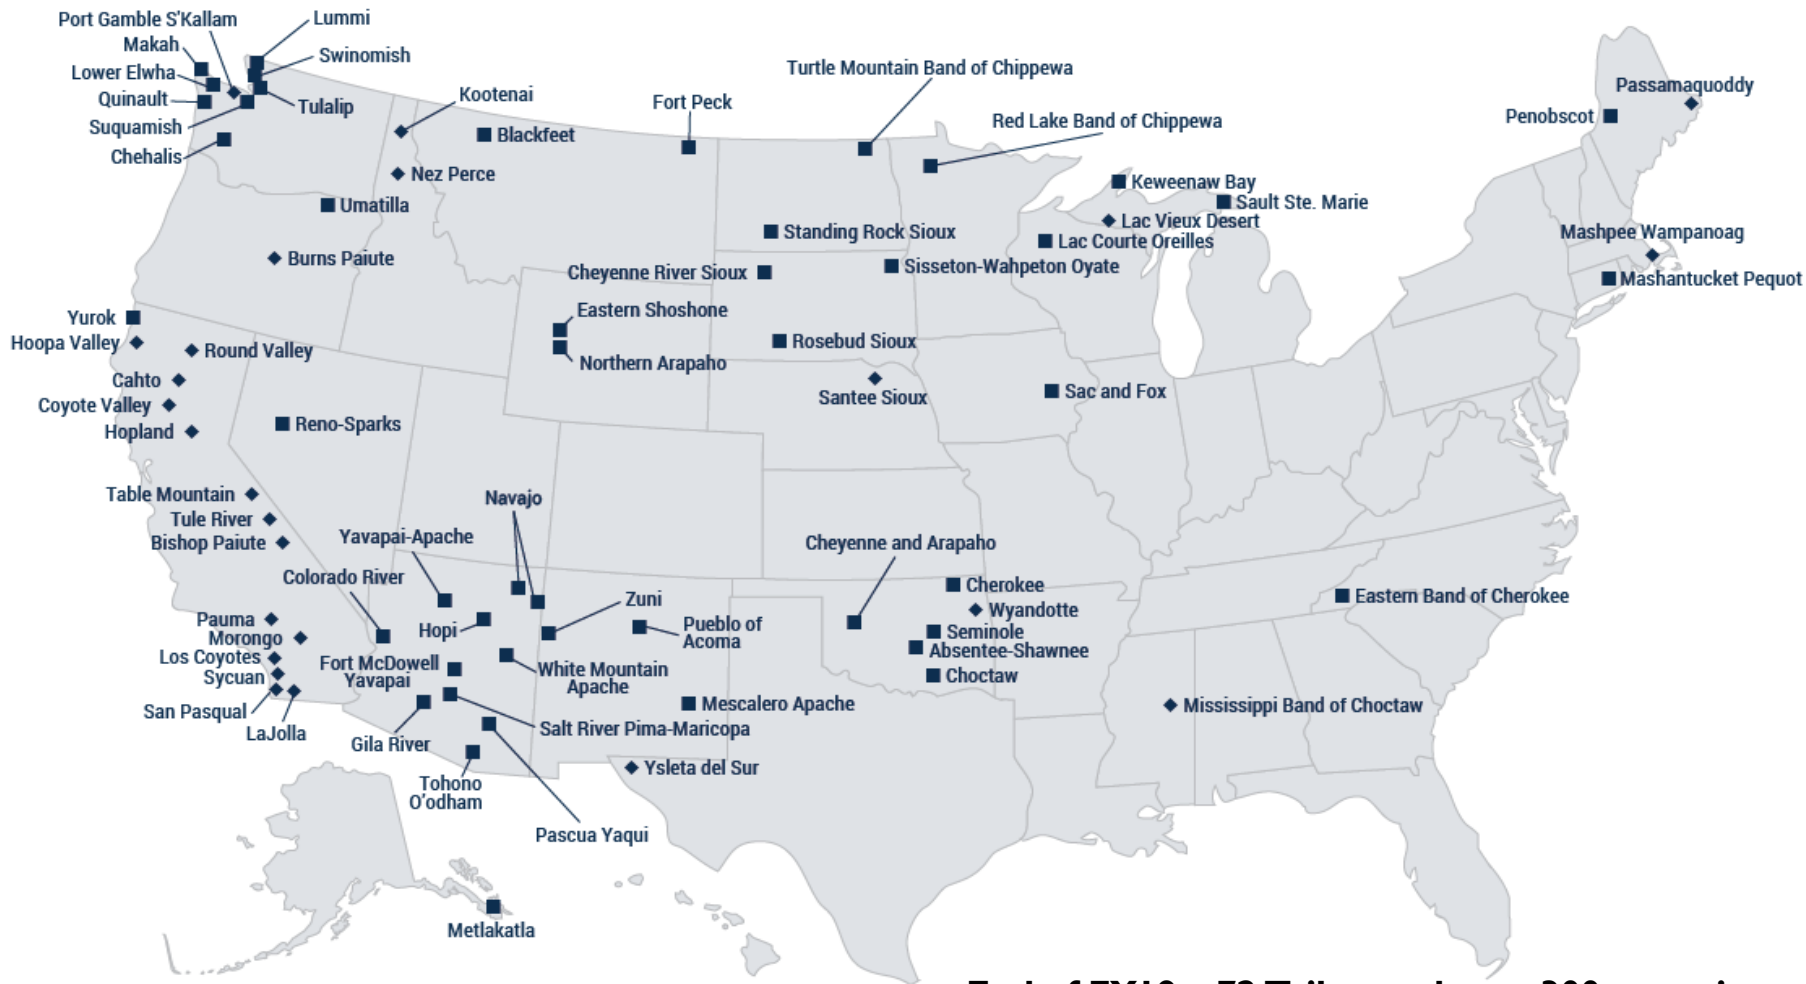 Port Gamble S'Kallam
Lummi
Makah
Swinomish
Lower Elwha
Turtle Mountain Band of Chippewa
Passamaquoddy
Quinault
Tulalip
Kootenai
Fort Peck
Penobscot
Suquamish
Blackfeet
Red Lake Band of Chippewa
Chehalis
Nez Perce
Keweenaw Bay
Umatilla
Sault Ste. Marie
Lac Vieux Desert
Standing Rock Sioux
Lac Courte Oreilles
Mashpee Wampanoag
Burns Paiute
Cheyenne River Sioux
Sisseton-Wahpeton Oyate
Mashantucket Pequot
Eastern Shoshone
Yurok
Hoopa Valley
Round Valley
Rosebud Sioux
Northern Arapaho
Cahto
Santee Sioux
Sac and Fox
Coyote Valley
Reno-Sparks
Hopland
Table Mountain
Navajo
Tule River
Bishop Paiute
Yavapai-Apache
Cheyenne and Arapaho
Colorado River
Cherokee
Zuni
Wyandotte
Eastern Band of Cherokee
Pauma
Morongo
Hopi
Pueblo of
Acoma
Seminole
Absentee-Shawnee
Los Coyotes
Fort McDowell
Yavapai
White Mountain
Apache
Choctaw
Sycuan
San Pasqual
Mescalero Apache
Mississippi Band of Choctaw
LaJolla
Gila River
Salt River Pima-Maricopa
Ysleta del Sur
Tohono
O'odham
Pascua Yaqui
Metlakatla